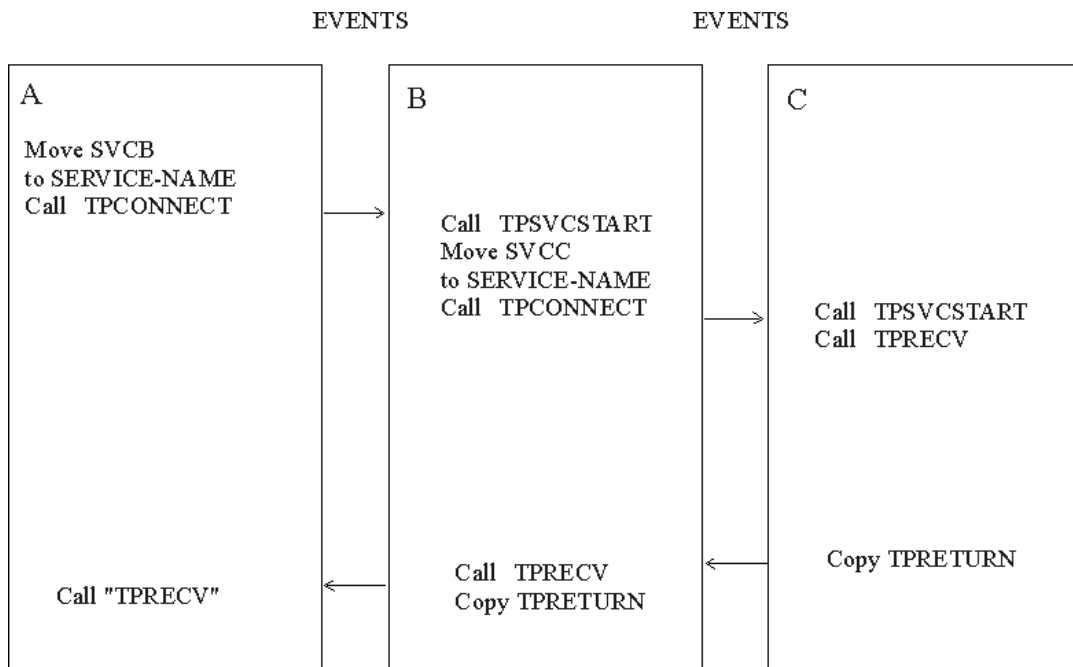 EVENTS
EVENTS
A
Move SVCB
to SERVICE-NAME
Call TPCONNECT
B
Call TPSVCSTART
Move SVCC
to SERVICE-NAME
Call TPCONNECT
C
Call TPSVCSTART
Call TPRECV
Copy TPRETURN
Call TPRECV
Copy TPRETURN
Call "TPRECV"